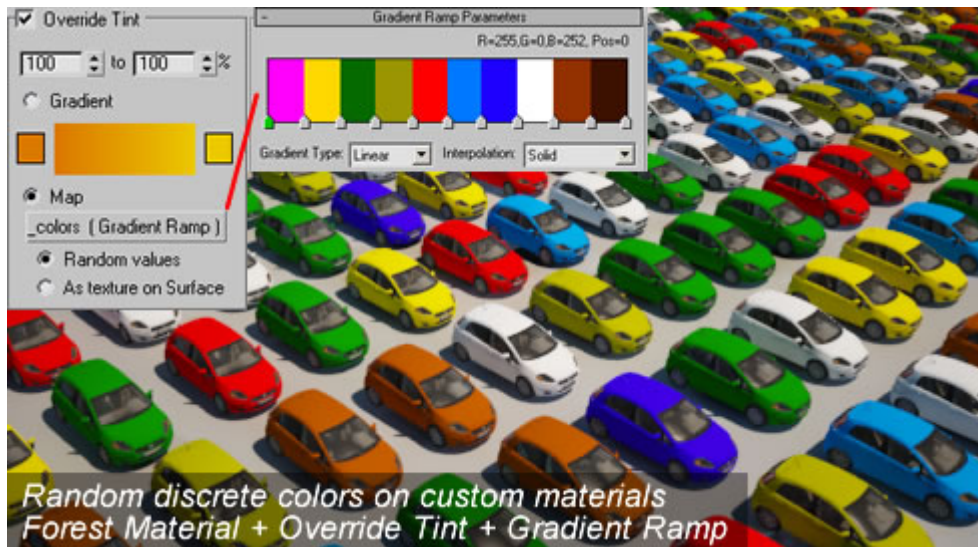 Override Tint
100 to 100 %
Gradient
Map
_colors ( Gradient Ramp )
Random values
As texture on Surface
- Gradient Ramp Parameters
R=255,G=0,B=252, Pos=0
Gradient Type: Linear Interpolation: Solid
Random discrete colors on custom materials
Forest Material + Override Tint + Gradient Ramp